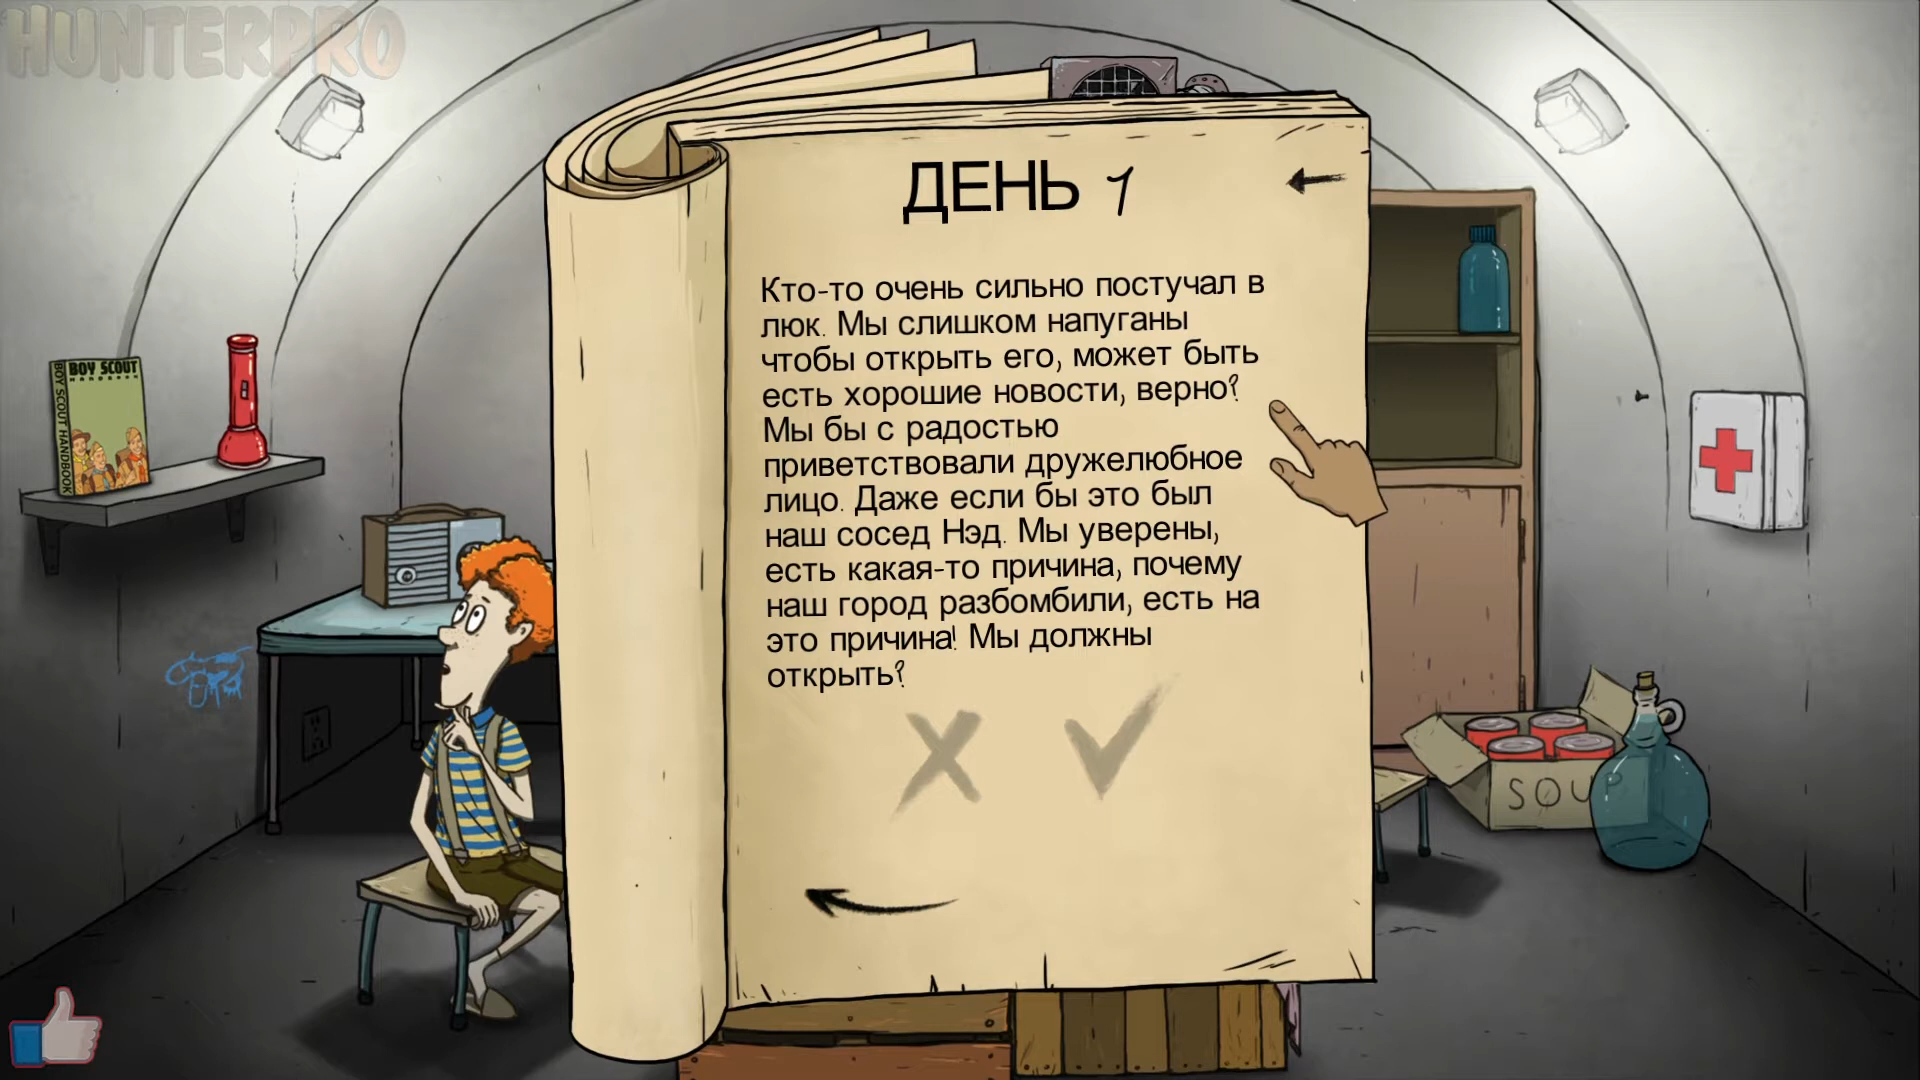 HUNTERPRO
ДЕНЬ 1
Кто-то очень сильно постучал в
люк. Мы слишком напуганы
чтобы открыть его, может быть
есть хорошие новости, верно?
Мы бы с радостью
приветствовали дружелюбное
лицо. Даже если бы это был
наш сосед Нэд. Мы уверены,
есть какая-то причина, почему
наш город разбомбили, есть на
это причина! Мы должны
открыть?
BOY SCOUT
HANDBOOK
BOY SCOUT HANDBOOK
SOUP